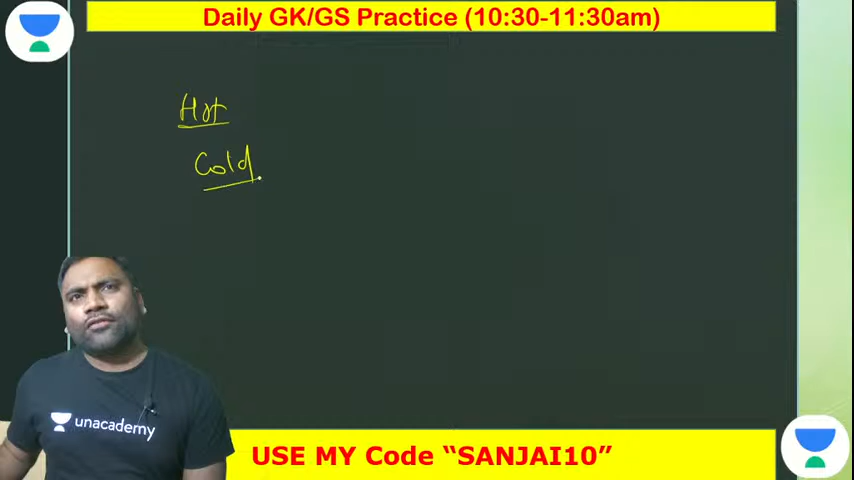 Daily GK/GS Practice (10:30-11:30am)
Hot
Cold
unacademy
USE MY Code “SANJAI10”